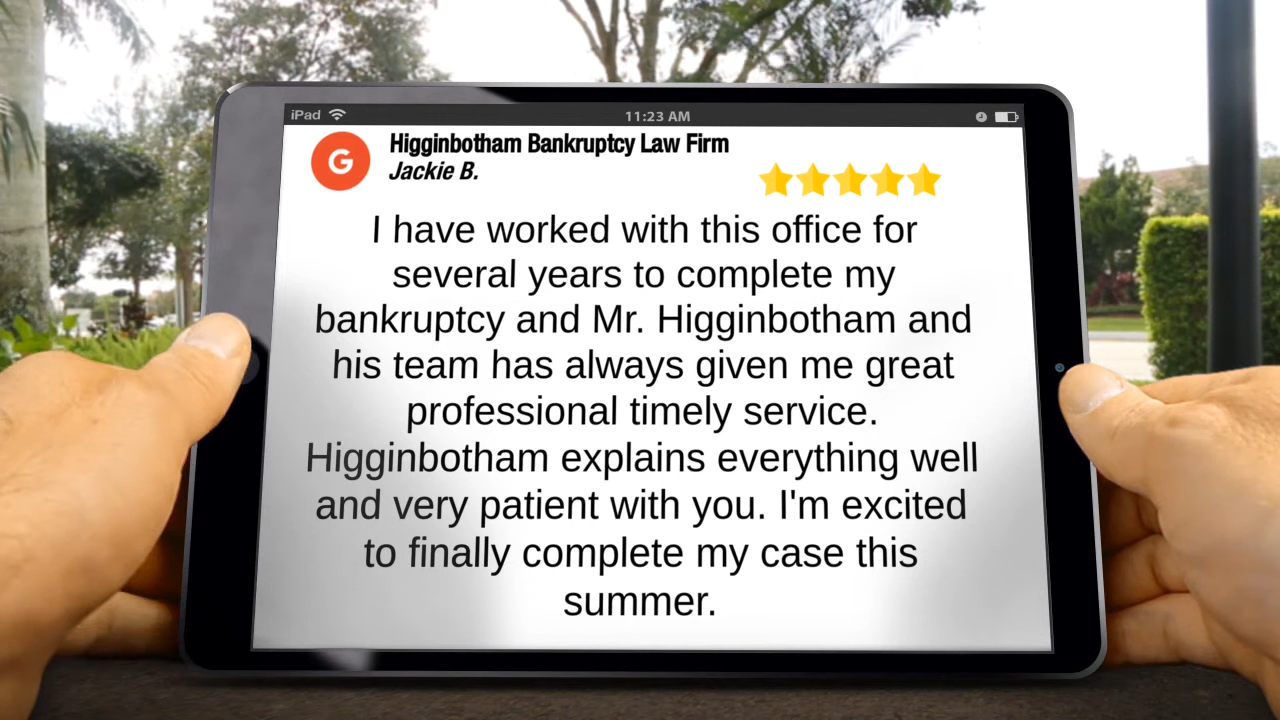 iPad 11:23 AM
G
Higginbotham Bankruptcy Law Firm
Jackie B.
I have worked with this office for
several years to complete my
bankruptcy and Mr. Higginbotham and
his team has always given me great
professional timely service.
Higginbotham explains everything well
and very patient with you. I'm excited
to finally complete my case this
summer.